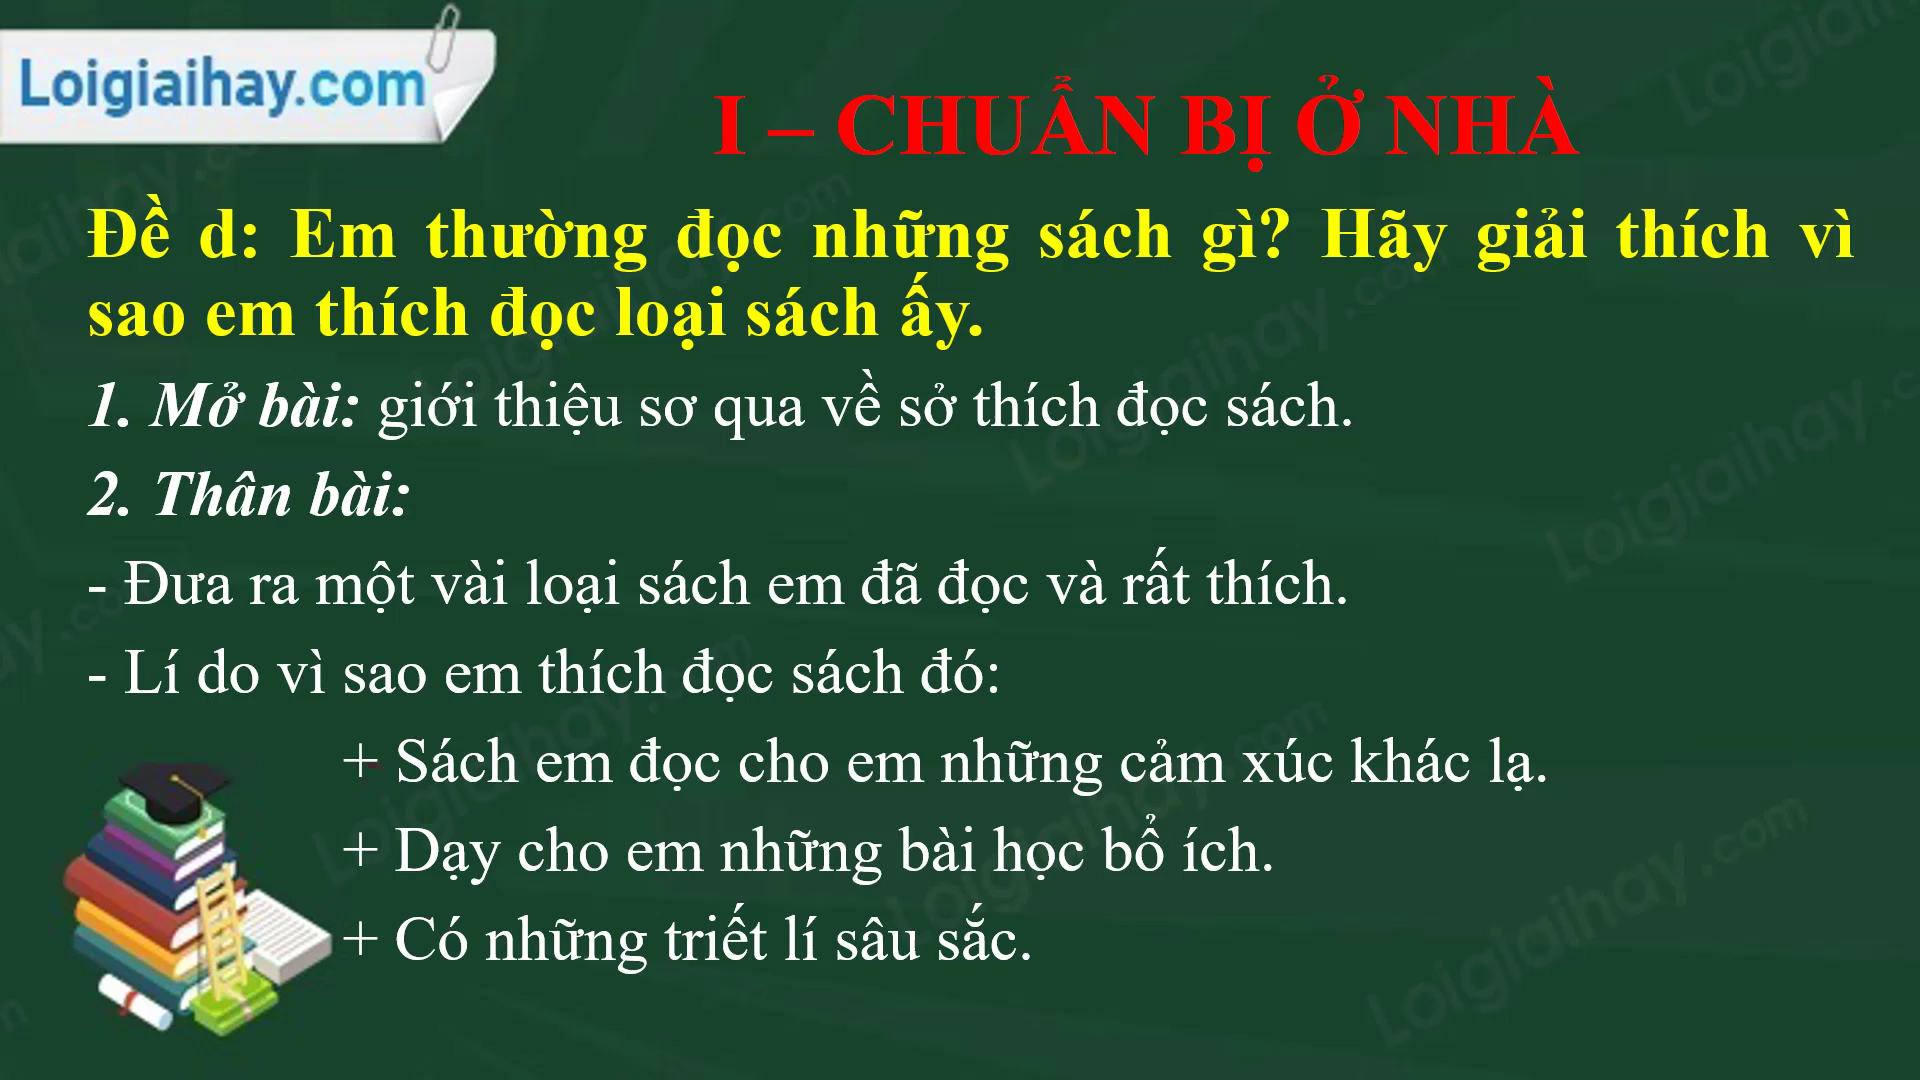 Loigiaihay.com
I – CHUẨN BỊ Ở NHÀ
Đề d: Em thường đọc những sách gì? Hãy giải thích vì
sao em thích đọc loại sách ấy.
1. Mở bài: giới thiệu sơ qua về sở thích đọc sách.
2. Thân bài:
- Đưa ra một vài loại sách em đã đọc và rất thích.
- Lí do vì sao em thích đọc sách đó:
+ Sách em đọc cho em những cảm xúc khác lạ.
+ Dạy cho em những bài học bổ ích.
+ Có những triết lí sâu sắc.